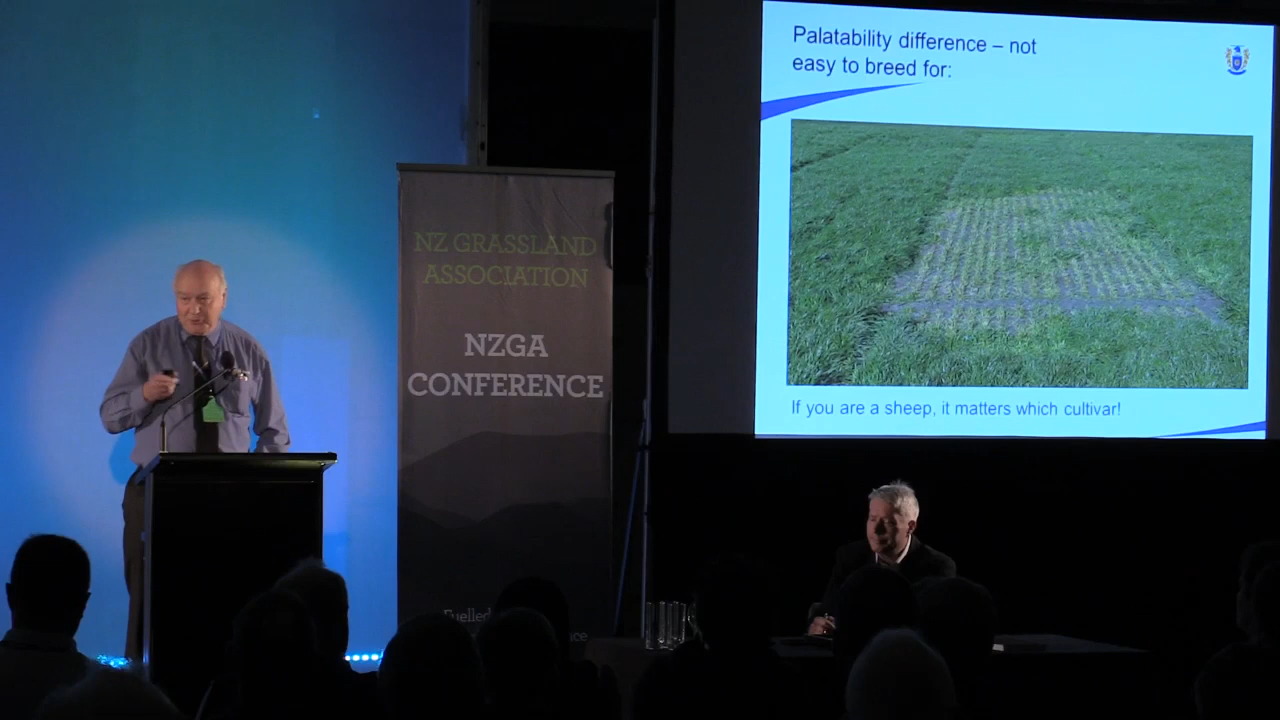 Palatability difference – not
easy to breed for:
If you are a sheep, it matters which cultivar!
NZ GRASSLAND
ASSOCIATION
NZGA
CONFERENCE
Fuelled